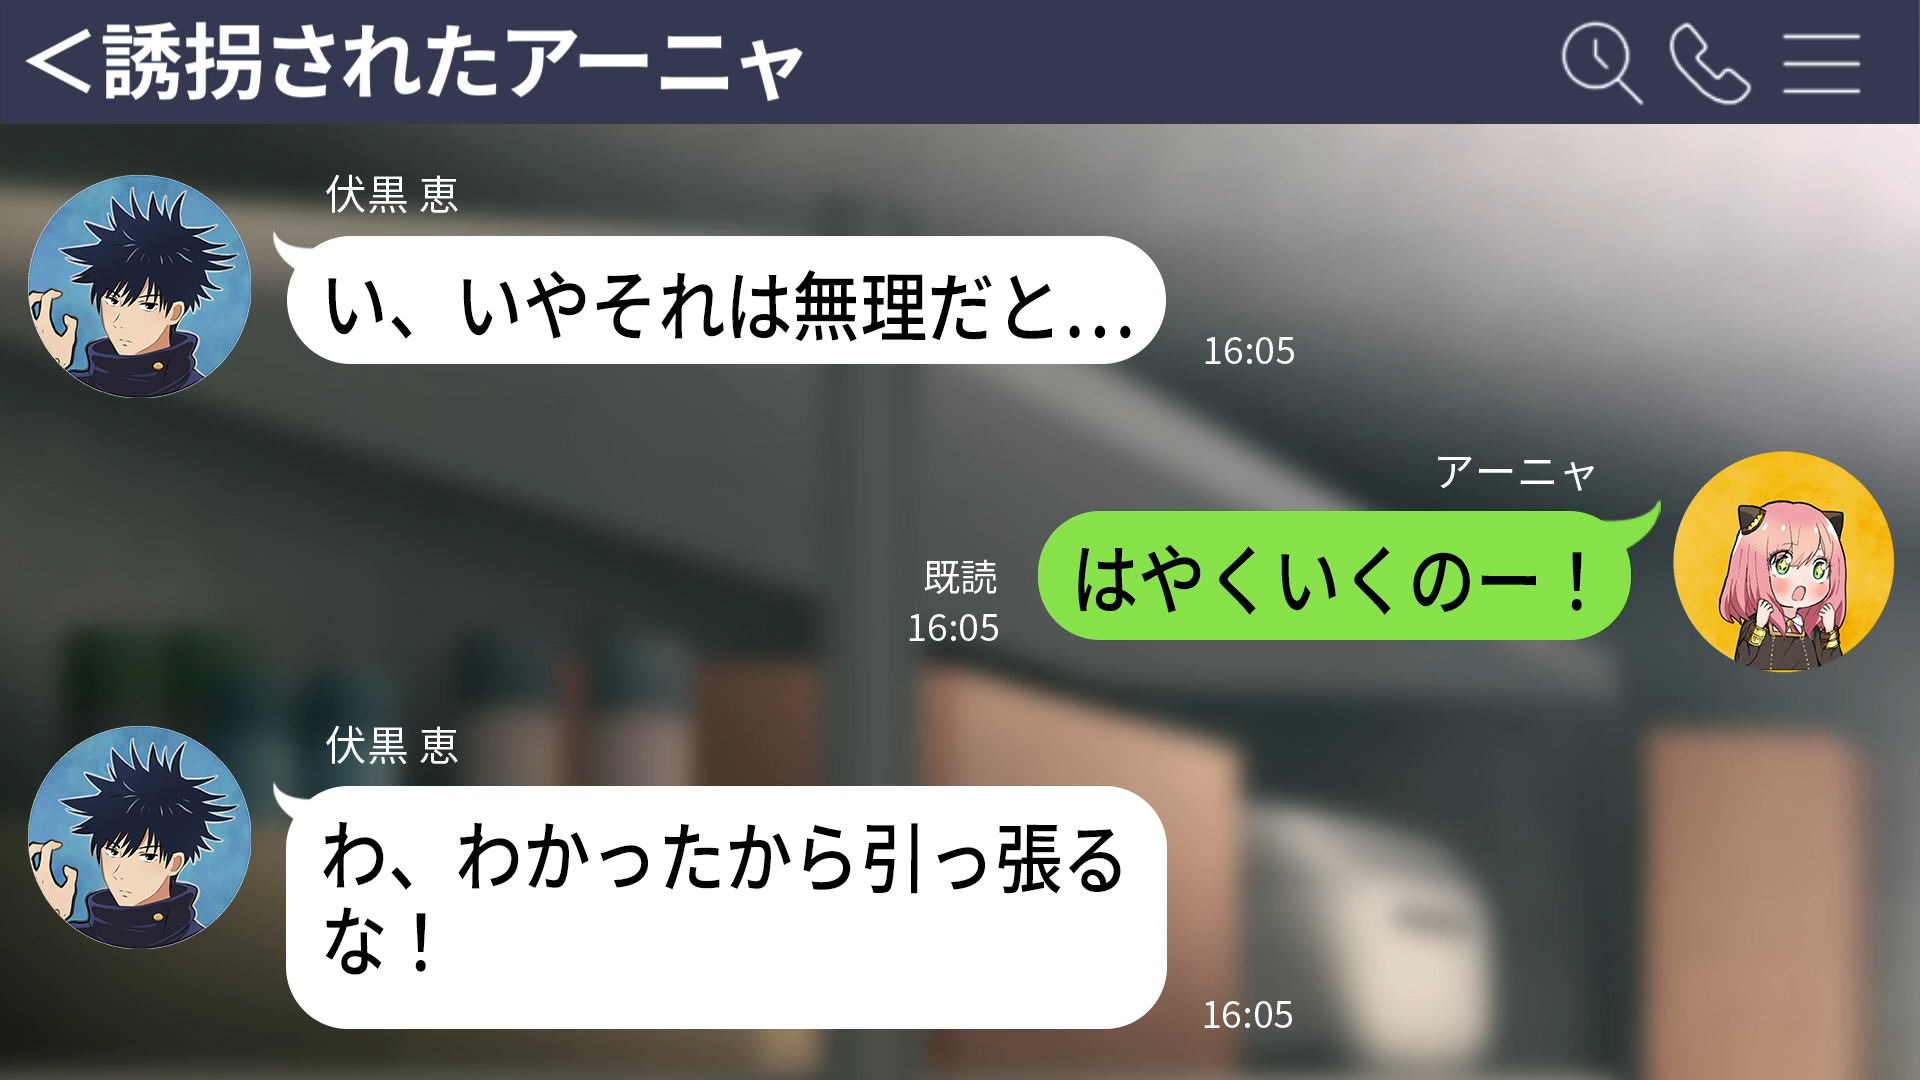 ＜誘拐されたアーニャ
伏黒 恵
い、いやそれは無理だと…
16:05
アーニャ
はやくいくのー！
既読
16:05
伏黒 恵
わ、わかったから引っ張る
な！
16:05